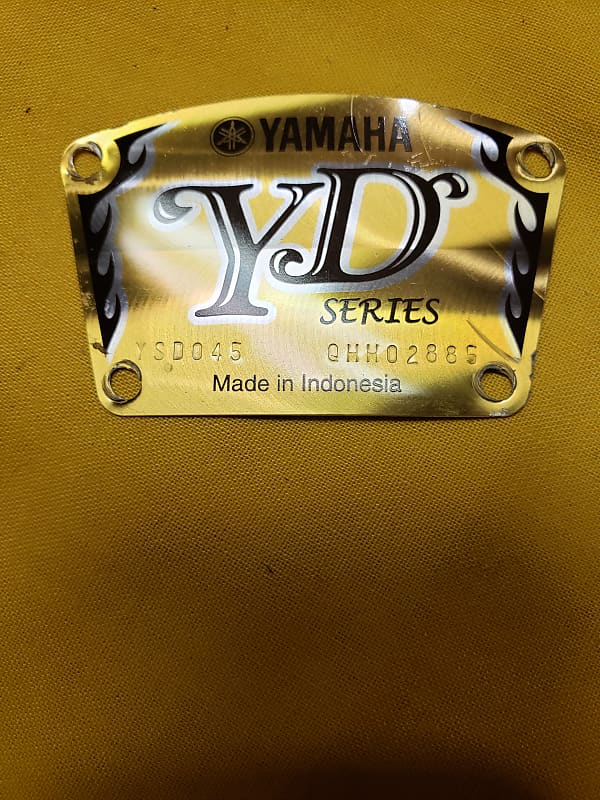 YAMAHA
YD
SERIES
YSD045 QHH02885
Made in Indonesia